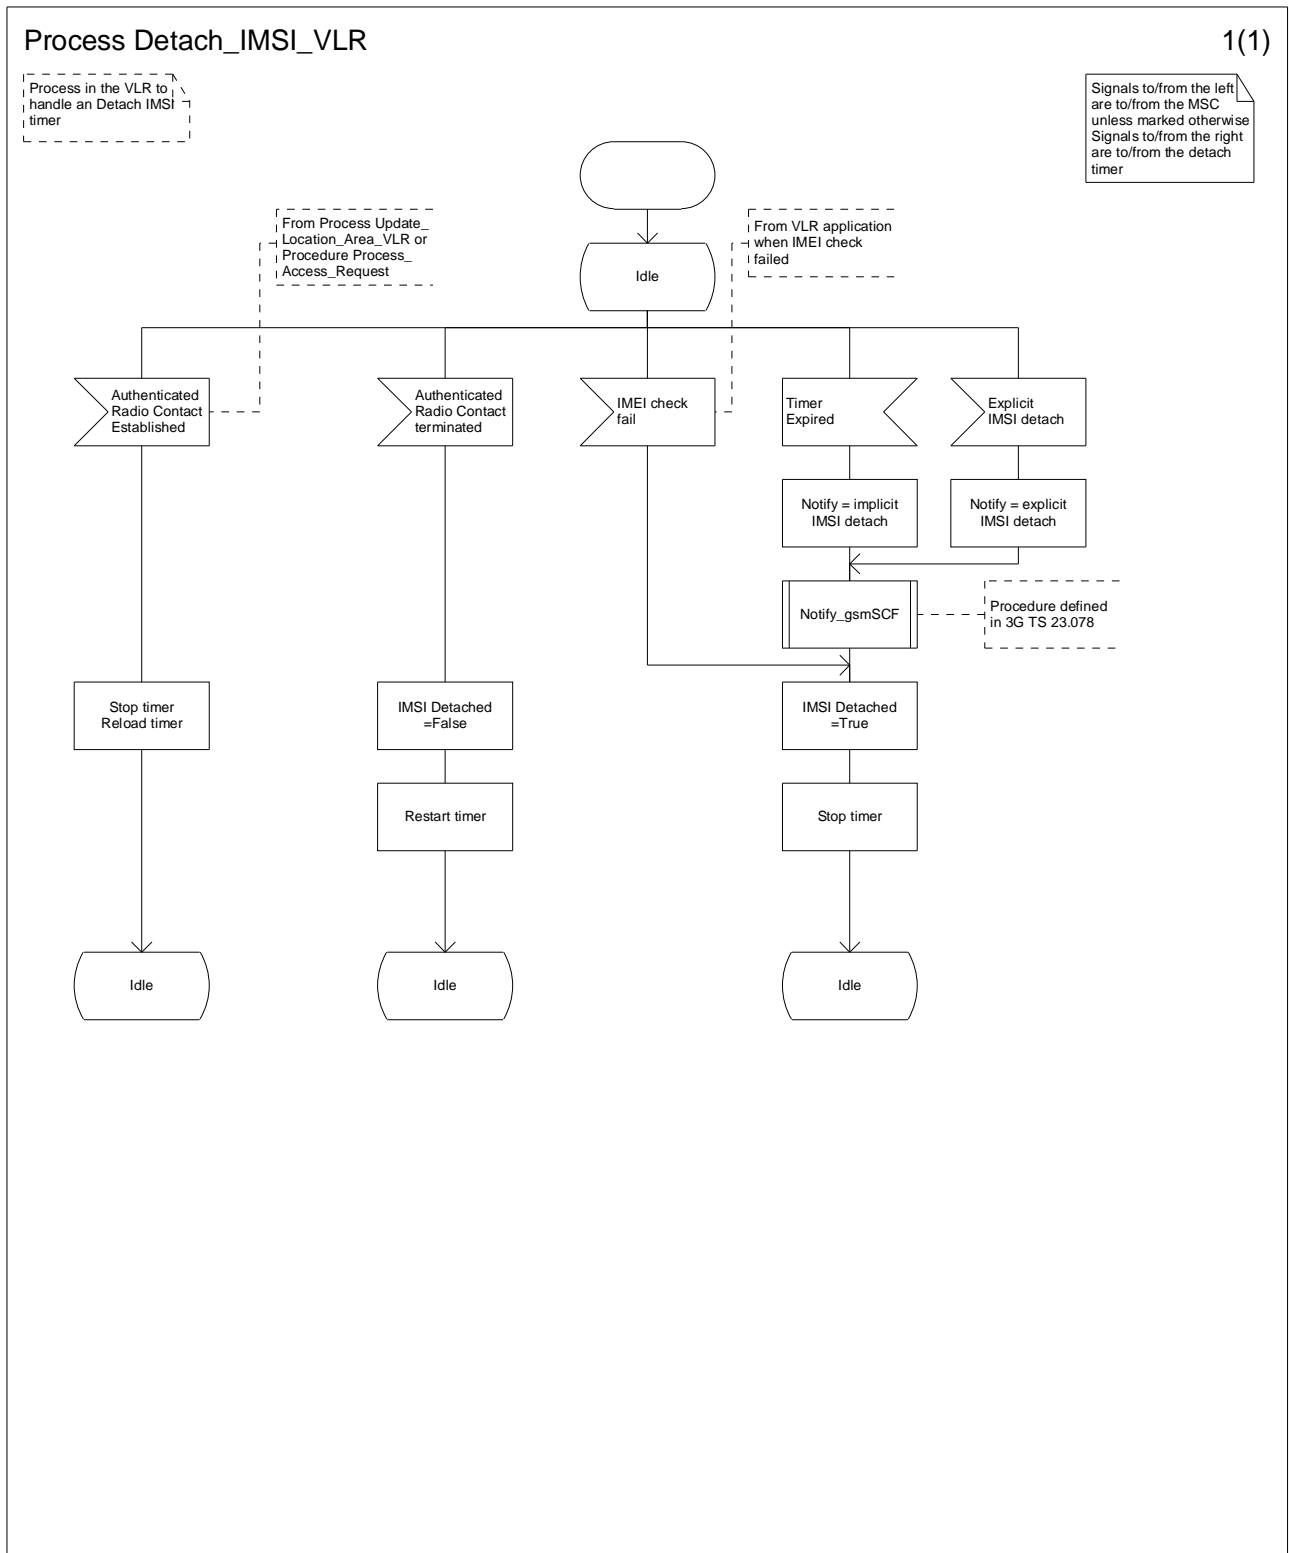 Process Detach_IMSI_VLR
1(1)
Process in the VLR to
handle an Detach IMSI
timer
Signals to/from the left
are to/from the MSC
unless marked otherwise
Signals to/from the right
are to/from the detach
timer
From Process Update_
Location_Area_VLR or
Procedure Process_
Access_Request
From VLR application
when IMEI check
failed
Idle
Authenticated
Radio Contact
Established
Authenticated
Radio Contact
terminated
IMEI check
fail
Timer
Expired
Explicit
IMSI detach
Notify = implicit
IMSI detach
Notify = explicit
IMSI detach
Notify_gsmSCF
Procedure defined
in 3G TS 23.078
Stop timer
Reload timer
IMSI Detached
=False
IMSI Detached
=True
Restart timer
Stop timer
Idle
Idle
Idle